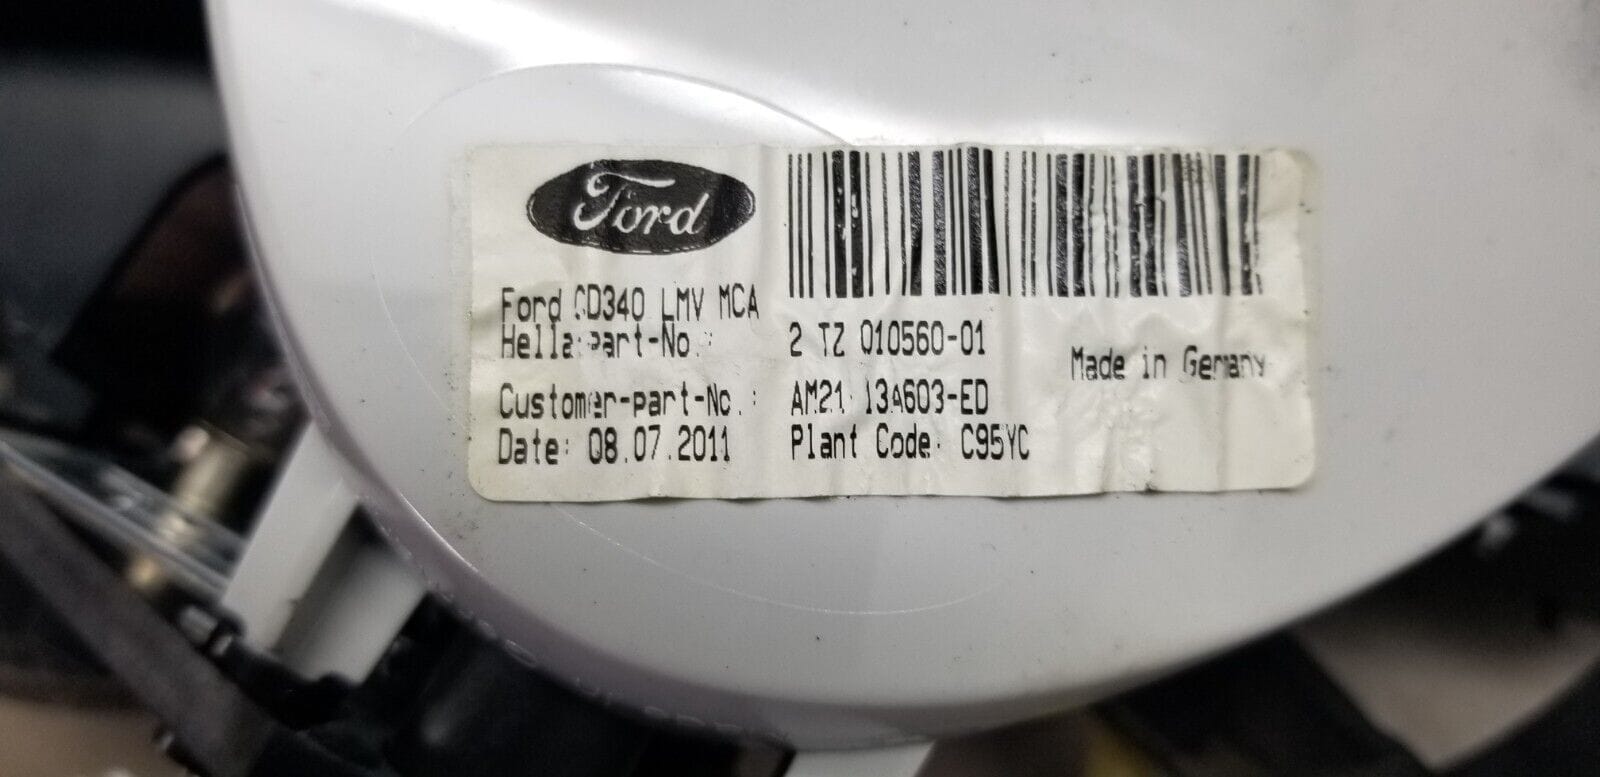 Ford
Ford CD340 LMV MCA
Hella-part-No.:
2 TZ 010560-01
Made in Germany
Customer-part-No.:
AM21 13A603-ED
Date: 08.07.2011
Plant Code: C95YC